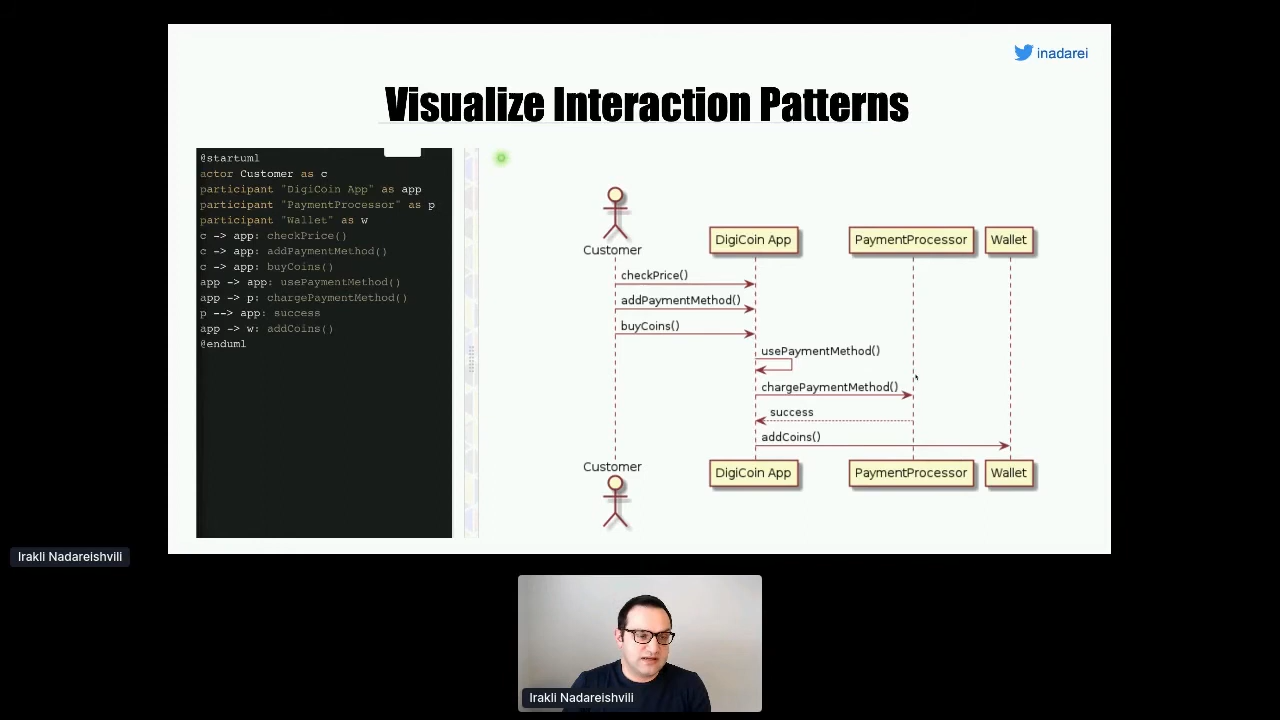 inadarei
Visualize Interaction Patterns
@startuml
actor Customer as c
participant "DigiCoin App" as app
participant "PaymentProcessor" as p
participant "Wallet" as w
c -> app: checkPrice()
c -> app: addPaymentMethod()
c -> app: buyCoins()
app -> app: usePaymentMethod()
app -> p: chargePaymentMethod()
p --> app: success
app -> w: addCoins()
@enduml
Customer
DigiCoin App
PaymentProcessor
Wallet
checkPrice()
addPaymentMethod()
buyCoins()
usePaymentMethod()
chargePaymentMethod()
success
addCoins()
Customer
DigiCoin App
PaymentProcessor
Wallet
Irakli Nadareishvili
Irakli Nadareishvili